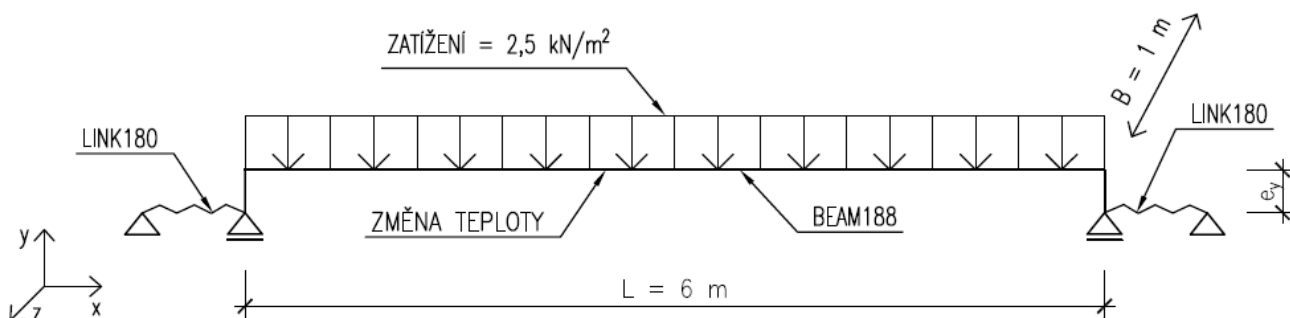 ZATÍŽENÍ = 2,5 kN/m²
B = 1 m
LINK180
LINK180
ZMĚNA TEPLOTY
BEAM188
e_y
y
x
z
L = 6 m